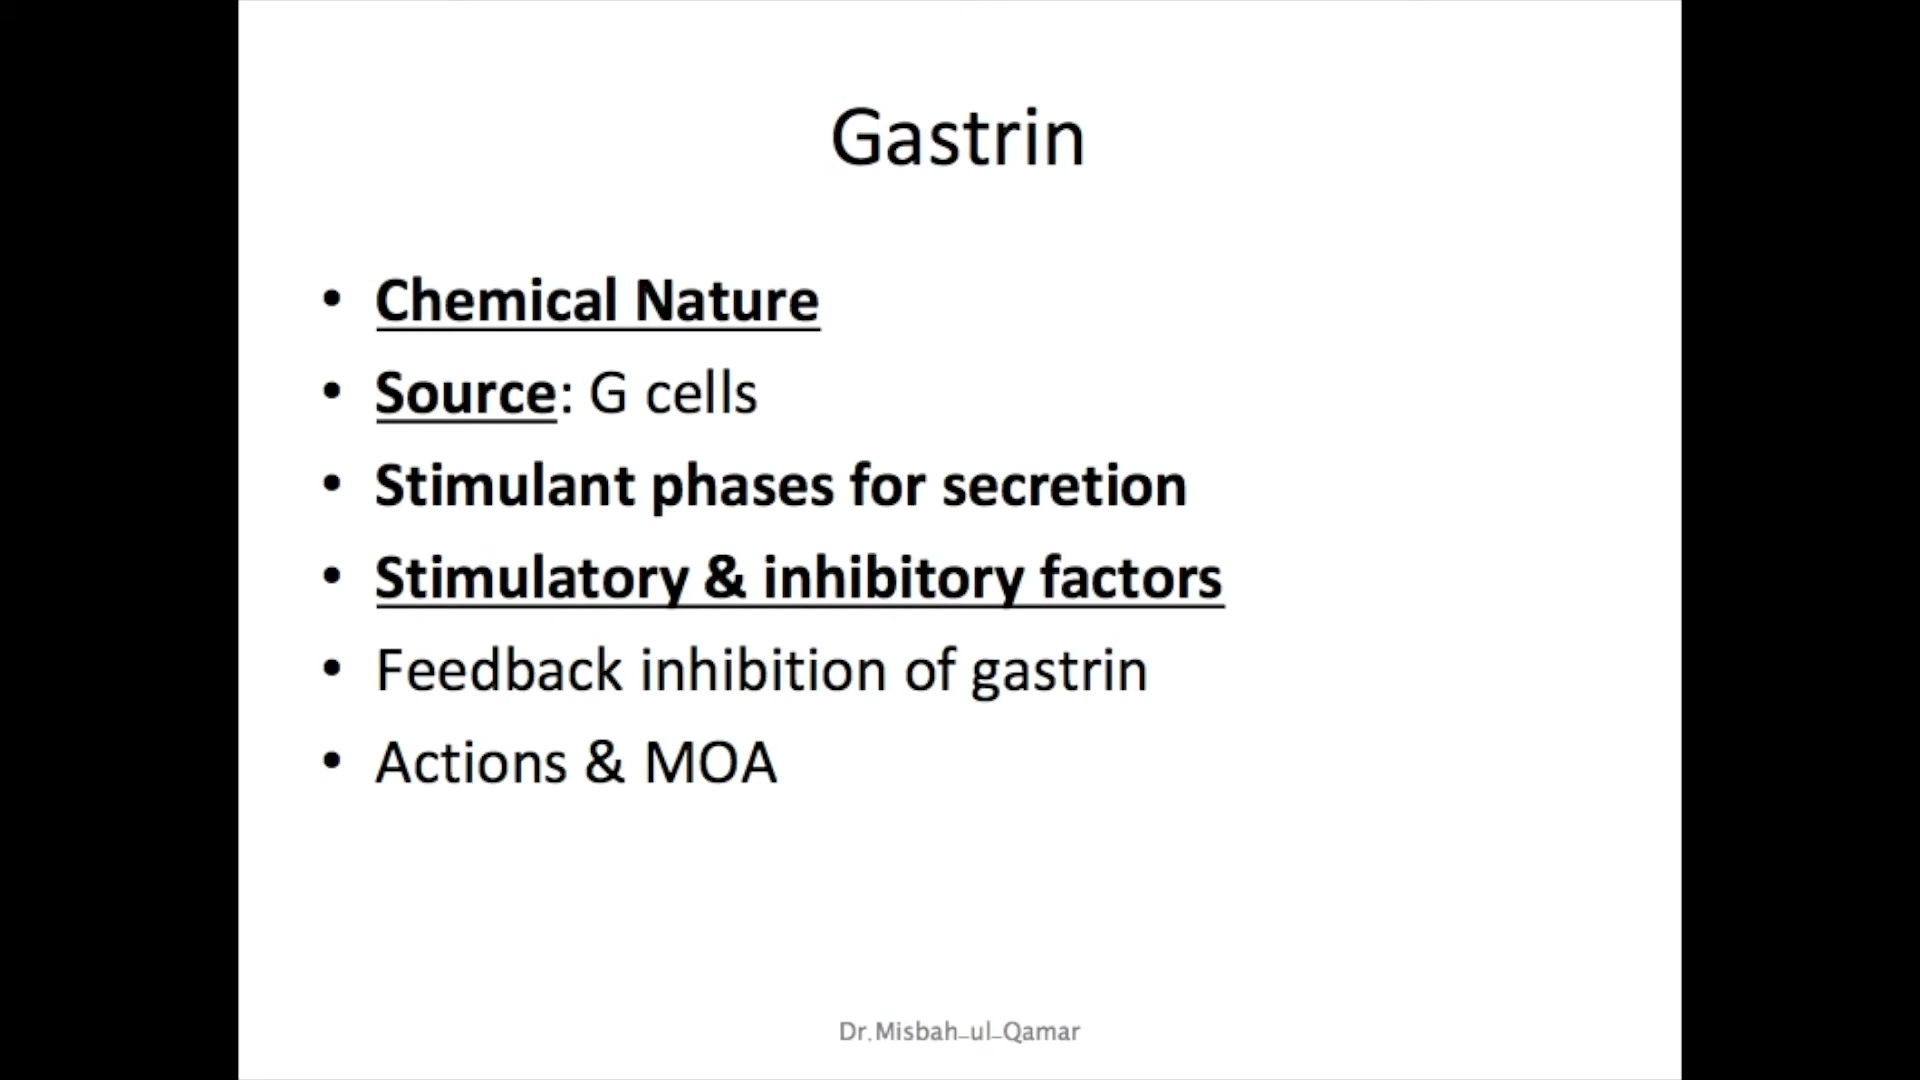 Gastrin
• Chemical Nature
• Source: G cells
• Stimulant phases for secretion
• Stimulatory & inhibitory factors
• Feedback inhibition of gastrin
• Actions & MOA
Dr.Misbah_ul_Qamar